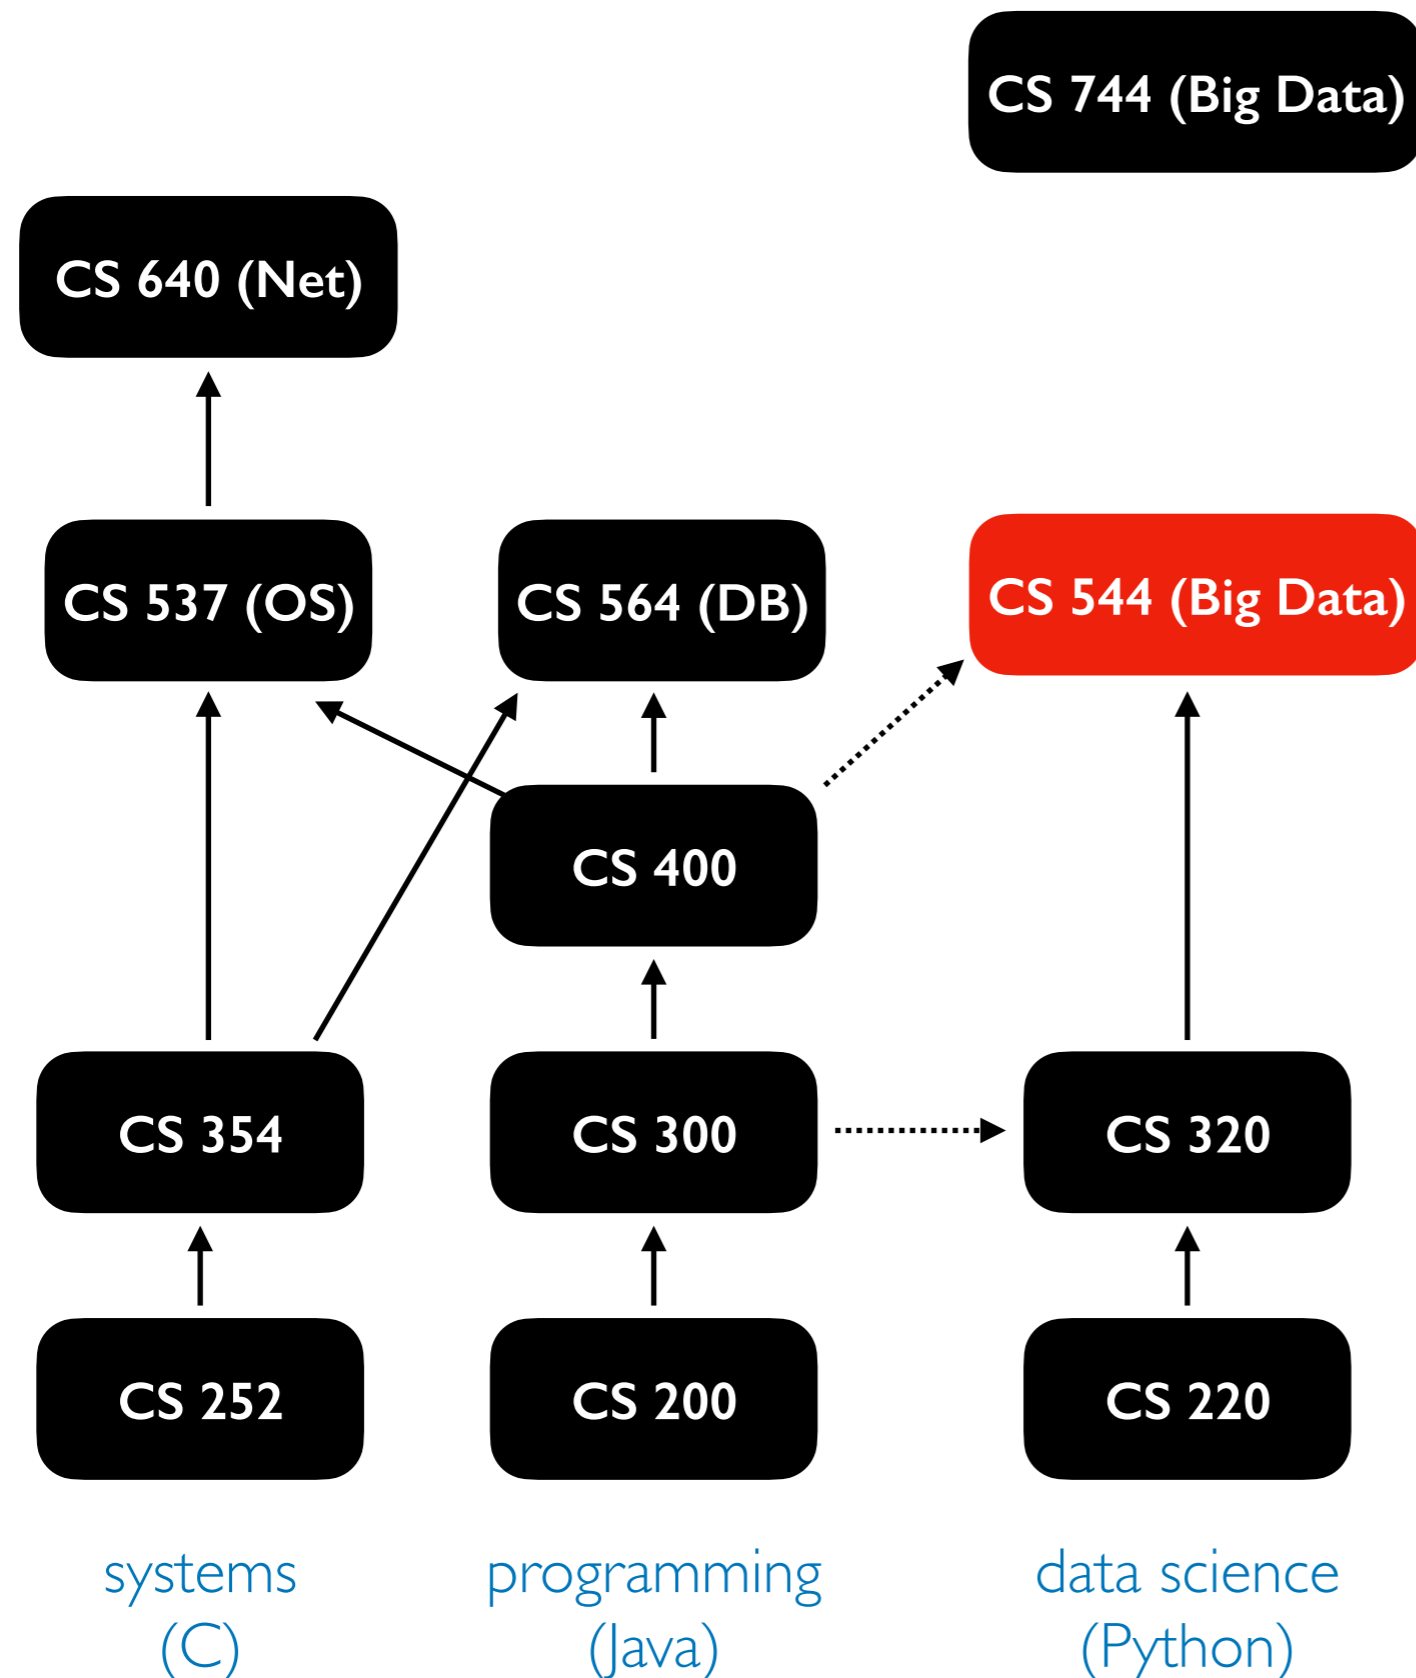 CS 744 (Big Data)
CS 640 (Net)
CS 537 (OS)
CS 564 (DB)
CS 544 (Big Data)
CS 400
CS 354
CS 300
CS 320
CS 252
CS 200
CS 220
systems
(C)
programming
(Java)
data science
(Python)